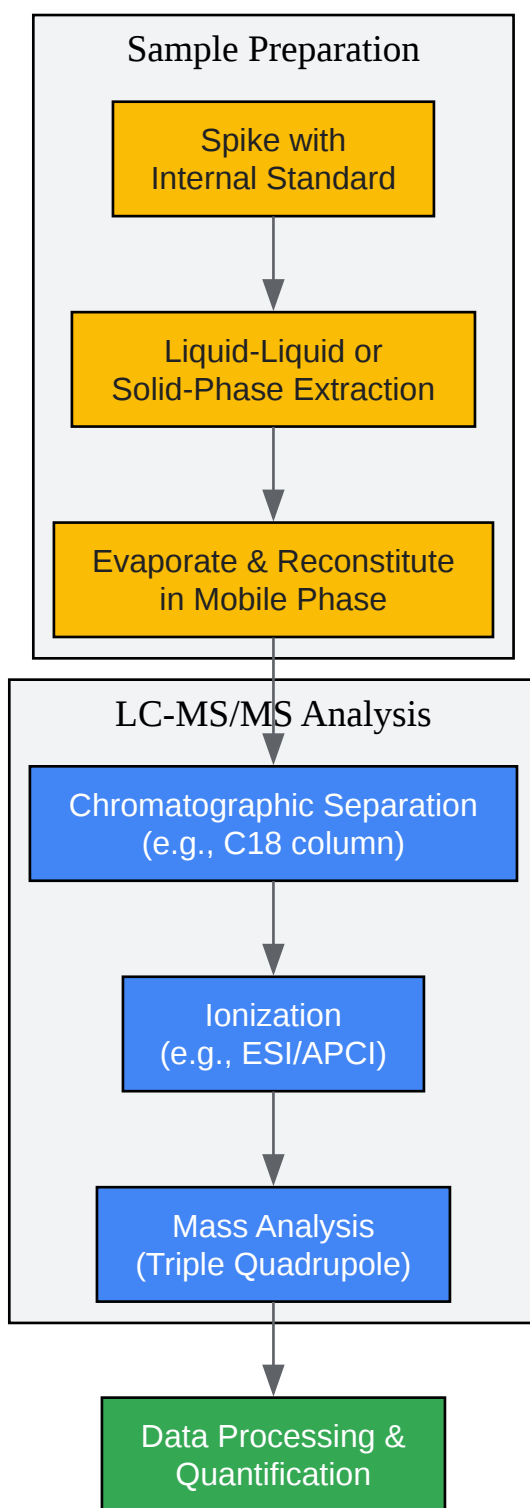 Sample Preparation
Spike with
Internal Standard
Liquid-Liquid or
Solid-Phase Extraction
Evaporate & Reconstitute
in Mobile Phase
LC-MS/MS Analysis
Chromatographic Separation
(e.g., C18 column)
Ionization
(e.g., ESI/APCI)
Mass Analysis
(Triple Quadrupole)
Data Processing &
Quantification